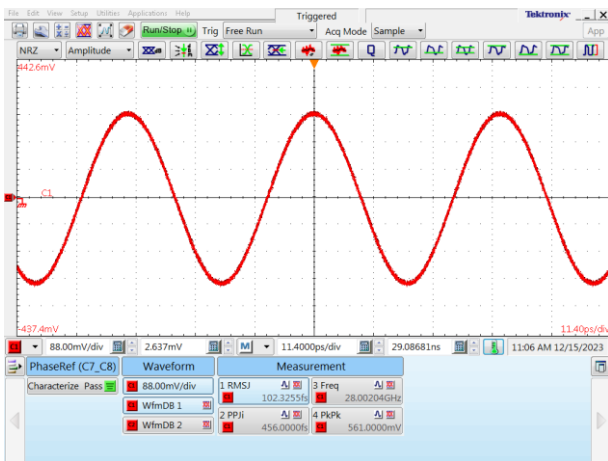 File Edit View Setup Utilities Applications Help Triggered Tektronix
Run/Stop Trig Free Run Acq Mode Sample App
NRZ Amplitude
442.6mV
C1
-437.4mV 11.40ps/div
C1 88.00mV/div 2.637mV M 11.4000ps/div 29.08681ns 11:06 AM 12/15/2023
PhaseRef (C7_C8) Waveform Measurement
Characterize Pass 88.00mV/div 1 RMSJ 3 Freq
102.3255fs 28.00204GHz
WfmDB 1
2 PPJi 4 PkPk
WfmDB 2 456.0000fs 561.0000mV